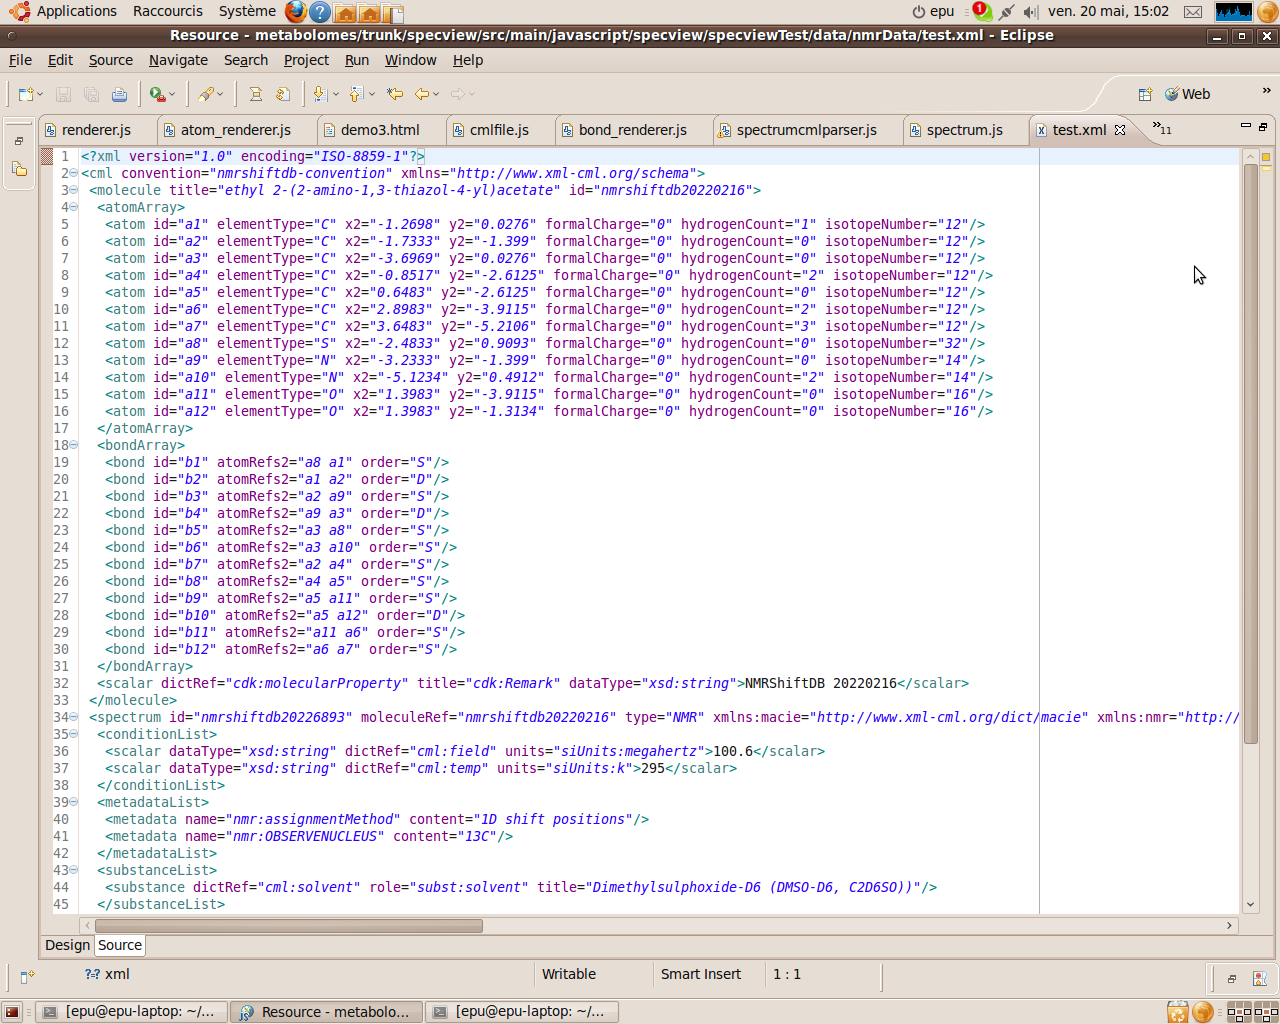 Applications Raccourcis Système epu 1 ven. 20 mai, 15:02
Resource - metabolomes/trunk/specview/src/main/javascript/specview/specviewTest/data/nmrData/test.xml - Eclipse
File Edit Source Navigate Search Project Run Window Help
Web »
renderer.js atom_renderer.js demo3.html cmlfile.js bond_renderer.js spectrumcmlparser.js spectrum.js test.xml »11
1 <?xml version="1.0" encoding="ISO-8859-1"?>
2 <cml convention="nmrshiftdb-convention" xmlns="http://www.xml-cml.org/schema">
3 <molecule title="ethyl 2-(2-amino-1,3-thiazol-4-yl)acetate" id="nmrshiftdb20220216">
4 <atomArray>
5 <atom id="a1" elementType="C" x2="-1.2698" y2="0.0276" formalCharge="0" hydrogenCount="1" isotopeNumber="12"/>
6 <atom id="a2" elementType="C" x2="-1.7333" y2="-1.399" formalCharge="0" hydrogenCount="0" isotopeNumber="12"/>
7 <atom id="a3" elementType="C" x2="-3.6969" y2="0.0276" formalCharge="0" hydrogenCount="0" isotopeNumber="12"/>
8 <atom id="a4" elementType="C" x2="-0.8517" y2="-2.6125" formalCharge="0" hydrogenCount="2" isotopeNumber="12"/>
9 <atom id="a5" elementType="C" x2="0.6483" y2="-2.6125" formalCharge="0" hydrogenCount="0" isotopeNumber="12"/>
10 <atom id="a6" elementType="C" x2="2.8983" y2="-3.9115" formalCharge="0" hydrogenCount="2" isotopeNumber="12"/>
11 <atom id="a7" elementType="C" x2="3.6483" y2="-5.2106" formalCharge="0" hydrogenCount="3" isotopeNumber="12"/>
12 <atom id="a8" elementType="S" x2="-2.4833" y2="0.9093" formalCharge="0" hydrogenCount="0" isotopeNumber="32"/>
13 <atom id="a9" elementType="N" x2="-3.2333" y2="-1.399" formalCharge="0" hydrogenCount="0" isotopeNumber="14"/>
14 <atom id="a10" elementType="N" x2="-5.1234" y2="0.4912" formalCharge="0" hydrogenCount="2" isotopeNumber="14"/>
15 <atom id="a11" elementType="O" x2="1.3983" y2="-3.9115" formalCharge="0" hydrogenCount="0" isotopeNumber="16"/>
16 <atom id="a12" elementType="O" x2="1.3983" y2="-1.3134" formalCharge="0" hydrogenCount="0" isotopeNumber="16"/>
17 </atomArray>
18 <bondArray>
19 <bond id="b1" atomRefs2="a8 a1" order="S"/>
20 <bond id="b2" atomRefs2="a1 a2" order="D"/>
21 <bond id="b3" atomRefs2="a2 a9" order="S"/>
22 <bond id="b4" atomRefs2="a9 a3" order="D"/>
23 <bond id="b5" atomRefs2="a3 a8" order="S"/>
24 <bond id="b6" atomRefs2="a3 a10" order="S"/>
25 <bond id="b7" atomRefs2="a2 a4" order="S"/>
26 <bond id="b8" atomRefs2="a4 a5" order="S"/>
27 <bond id="b9" atomRefs2="a5 a11" order="S"/>
28 <bond id="b10" atomRefs2="a5 a12" order="D"/>
29 <bond id="b11" atomRefs2="a11 a6" order="S"/>
30 <bond id="b12" atomRefs2="a6 a7" order="S"/>
31 </bondArray>
32 <scalar dictRef="cdk:molecularProperty" title="cdk:Remark" dataType="xsd:string">NMRShiftDB 20220216</scalar>
33 </molecule>
34 <spectrum id="nmrshiftdb20226893" moleculeRef="nmrshiftdb20220216" type="NMR" xmlns:macie="http://www.xml-cml.org/dict/macie" xmlns:nmr="http://
35 <conditionList>
36 <scalar dataType="xsd:string" dictRef="cml:field" units="siUnits:megahertz">100.6</scalar>
37 <scalar dataType="xsd:string" dictRef="cml:temp" units="siUnits:k">295</scalar>
38 </conditionList>
39 <metadataList>
40 <metadata name="nmr:assignmentMethod" content="1D shift positions"/>
41 <metadata name="nmr:OBSERVENUCLEUS" content="13C"/>
42 </metadataList>
43 <substanceList>
44 <substance dictRef="cml:solvent" role="subst:solvent" title="Dimethylsulphoxide-D6 (DMSO-D6, C2D6SO))"/>
45 </substanceList>
Design Source
xml Writable Smart Insert 1 : 1
[epu@epu-laptop: ~/... Resource - metabolo... [epu@epu-laptop: ~/...